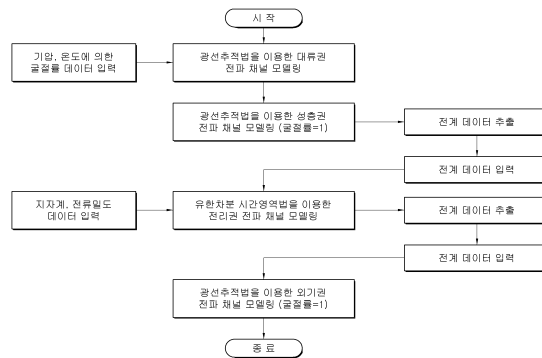 시 작
기압, 온도에 의한
굴절률 데이터 입력
광선추적법을 이용한 대류권
전파 채널 모델링
광선추적법을 이용한 성층권
전파 채널 모델링 (굴절률=1)
전계 데이터 추출
전계 데이터 입력
지자계, 전류밀도
데이터 입력
유한차분 시간영역법을 이용한
전리권 전파 채널 모델링
전계 데이터 추출
전계 데이터 입력
광선추적법을 이용한 외기권
전파 채널 모델링 (굴절률=1)
종 료